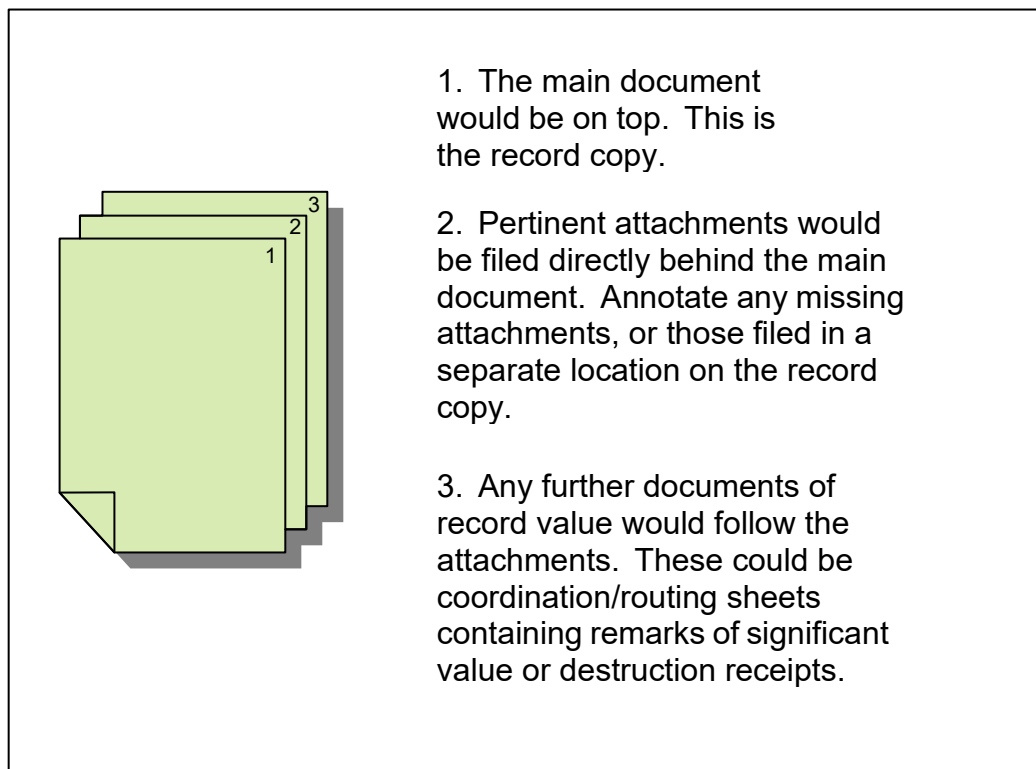 1. The main document
would be on top. This is
the record copy.
3
2
1
2. Pertinent attachments would
be filed directly behind the main
document. Annotate any missing
attachments, or those filed in a
separate location on the record
copy.
3. Any further documents of
record value would follow the
attachments. These could be
coordination/routing sheets
containing remarks of significant
value or destruction receipts.